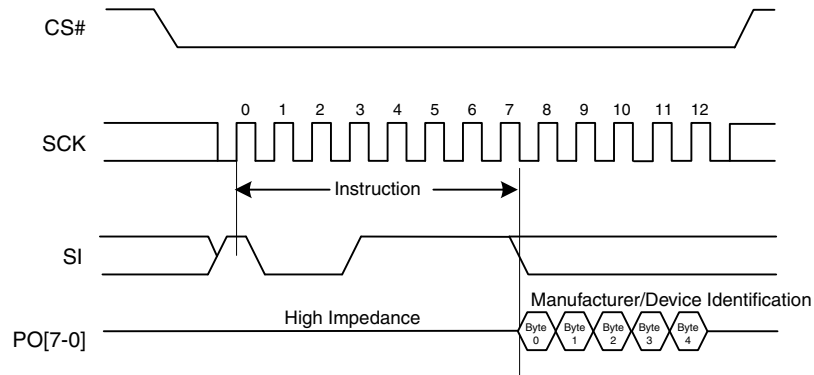 CS#
0 1 2 3 4 5 6 7 8 9 10 11 12
SCK
Instruction
SI
Manufacturer/Device Identification
High Impedance
PO[7-0]
Byte 0
Byte 1
Byte 2
Byte 3
Byte 4